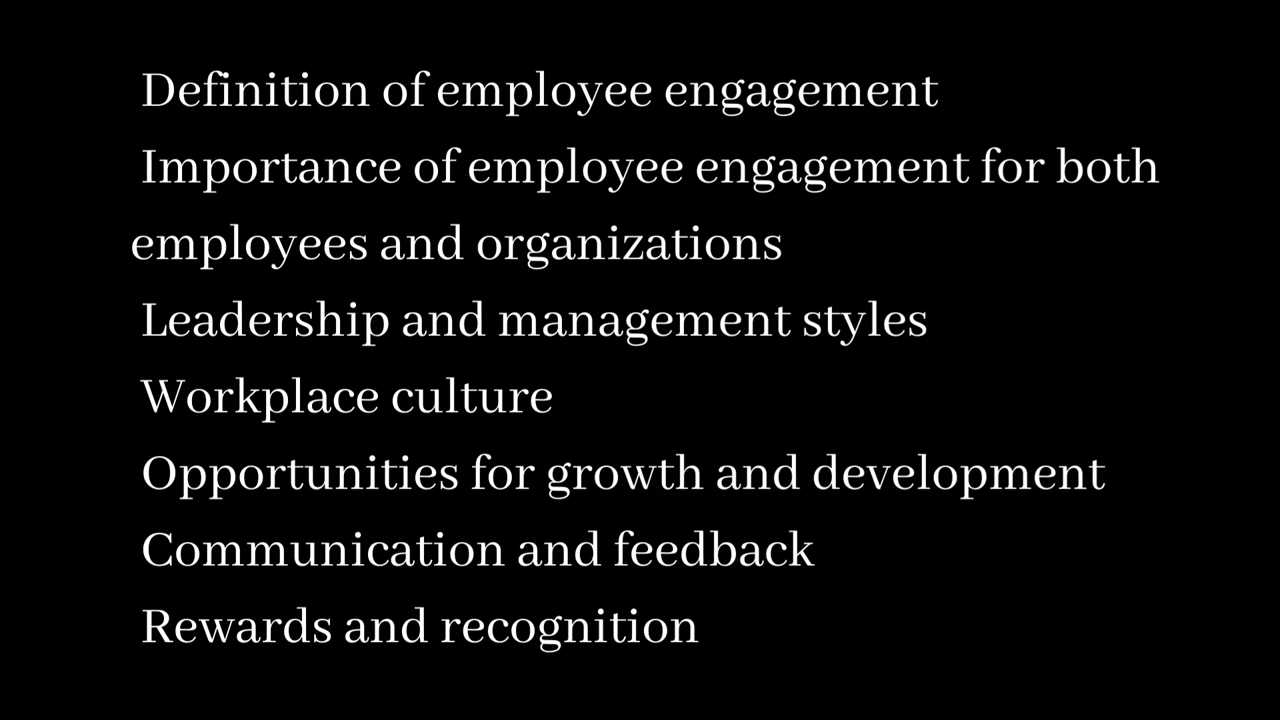 Definition of employee engagement
Importance of employee engagement for both
employees and organizations
Leadership and management styles
Workplace culture
Opportunities for growth and development
Communication and feedback
Rewards and recognition